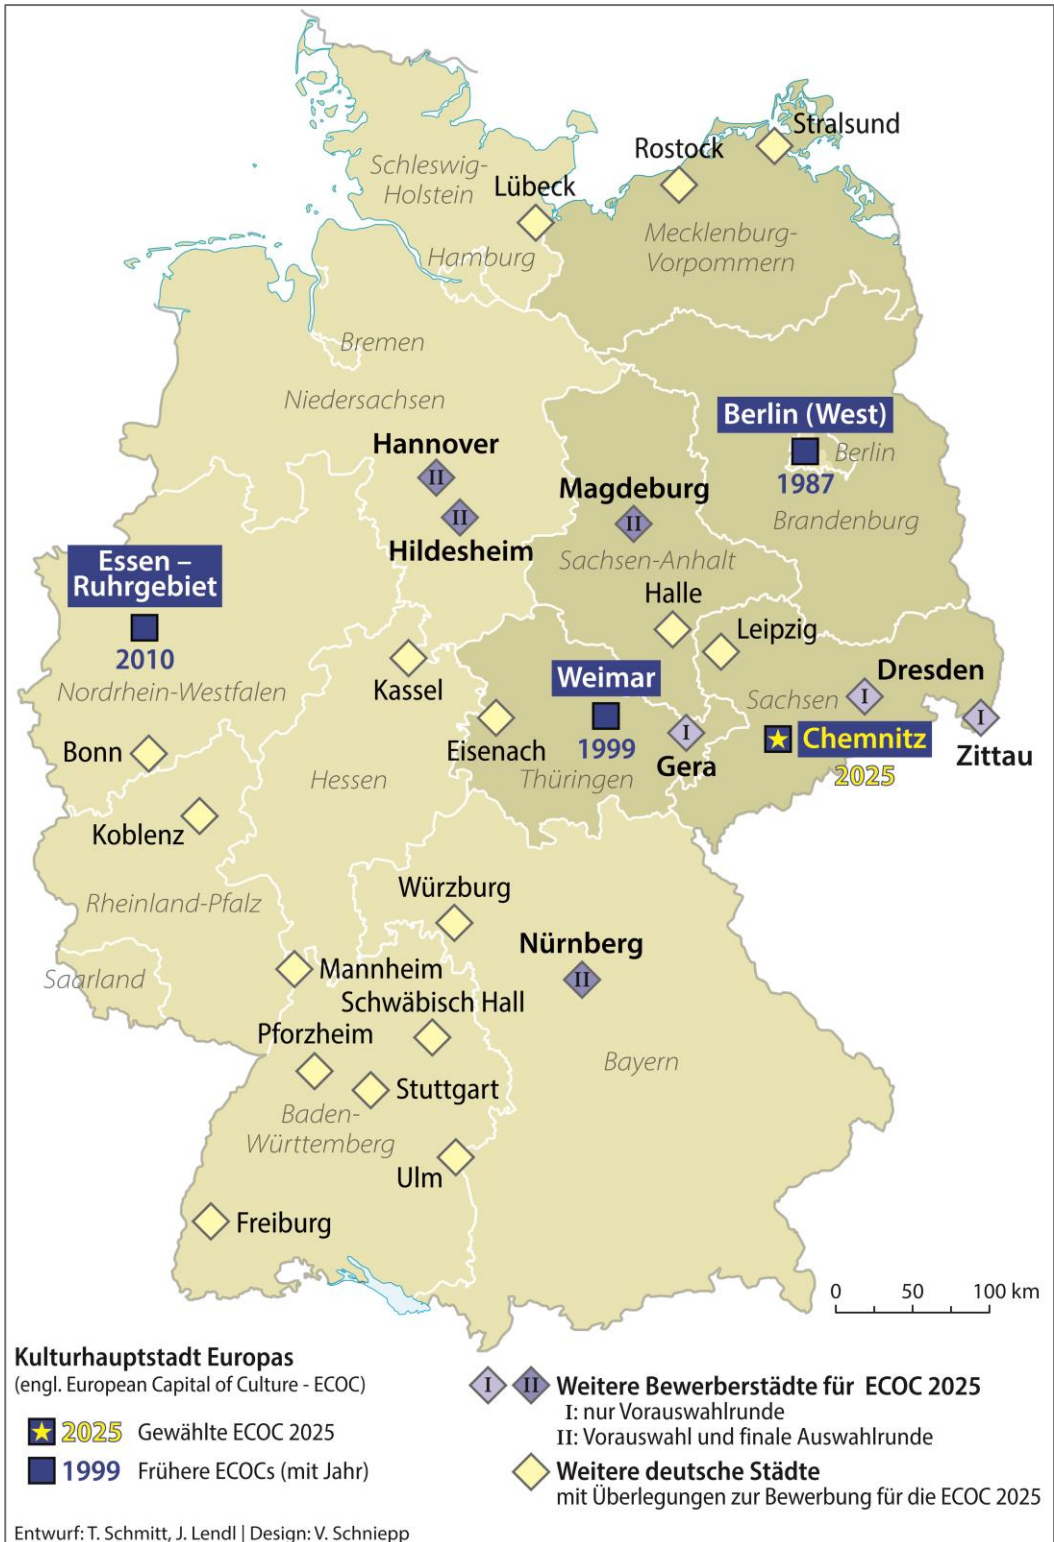 Stralsund
Rostock
Schleswig-
Holstein
Lübeck
Mecklenburg-
Vorpommern
Hamburg
Bremen
Niedersachsen
Berlin (West)
Hannover
II
Berlin
1987
Magdeburg
II
II
Brandenburg
Hildesheim
Essen –
Ruhrgebiet
Sachsen-Anhalt
Halle
Leipzig
2010
Kassel
Weimar
Dresden
Nordrhein-Westfalen
Sachsen
I
I
Bonn
Eisenach
1999
I
Chemnitz
Zittau
Hessen
Thüringen
Gera
2025
Koblenz
Würzburg
Rheinland-Pfalz
Nürnberg
Saarland
Mannheim
II
Schwäbisch Hall
Pforzheim
Bayern
Stuttgart
Baden-
Württemberg
Ulm
Freiburg
0 50 100 km
Kulturhauptstadt Europas
(engl. European Capital of Culture - ECOC)
2025 Gewählte ECOC 2025
1999 Frühere ECOCs (mit Jahr)
I II Weitere Bewerberstädte für ECOC 2025
I: nur Vorauswahlrunde
II: Vorauswahl und finale Auswahlrunde
Weitere deutsche Städte
mit Überlegungen zur Bewerbung für die ECOC 2025
Entwurf: T. Schmitt, J. Lendl | Design: V. Schniepp